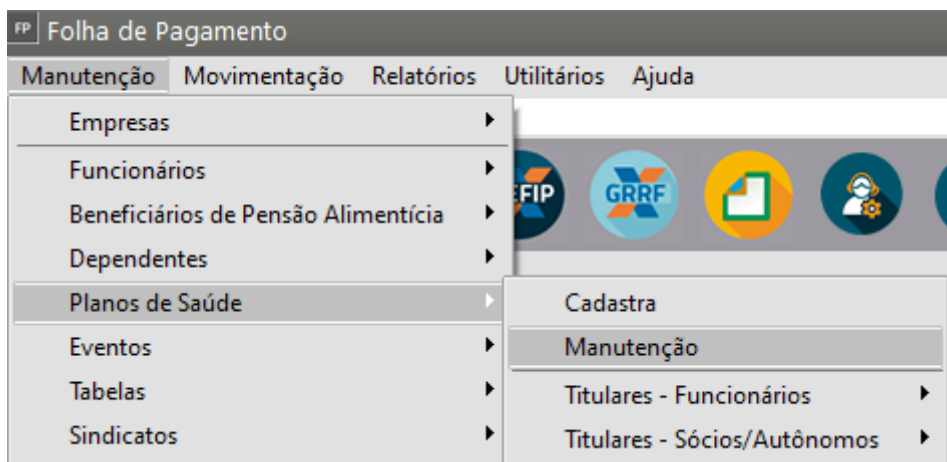 FP Folha de Pagamento
Manutenção Movimentação Relatórios Utilitários Ajuda
Empresas
Funcionários
Beneficiários de Pensão Alimentícia
Dependentes
Planos de Saúde
Eventos
Tabelas
Sindicatos
EFIP
GRRF
Cadastra
Manutenção
Titulares - Funcionários
Titulares - Sócios/Autônomos